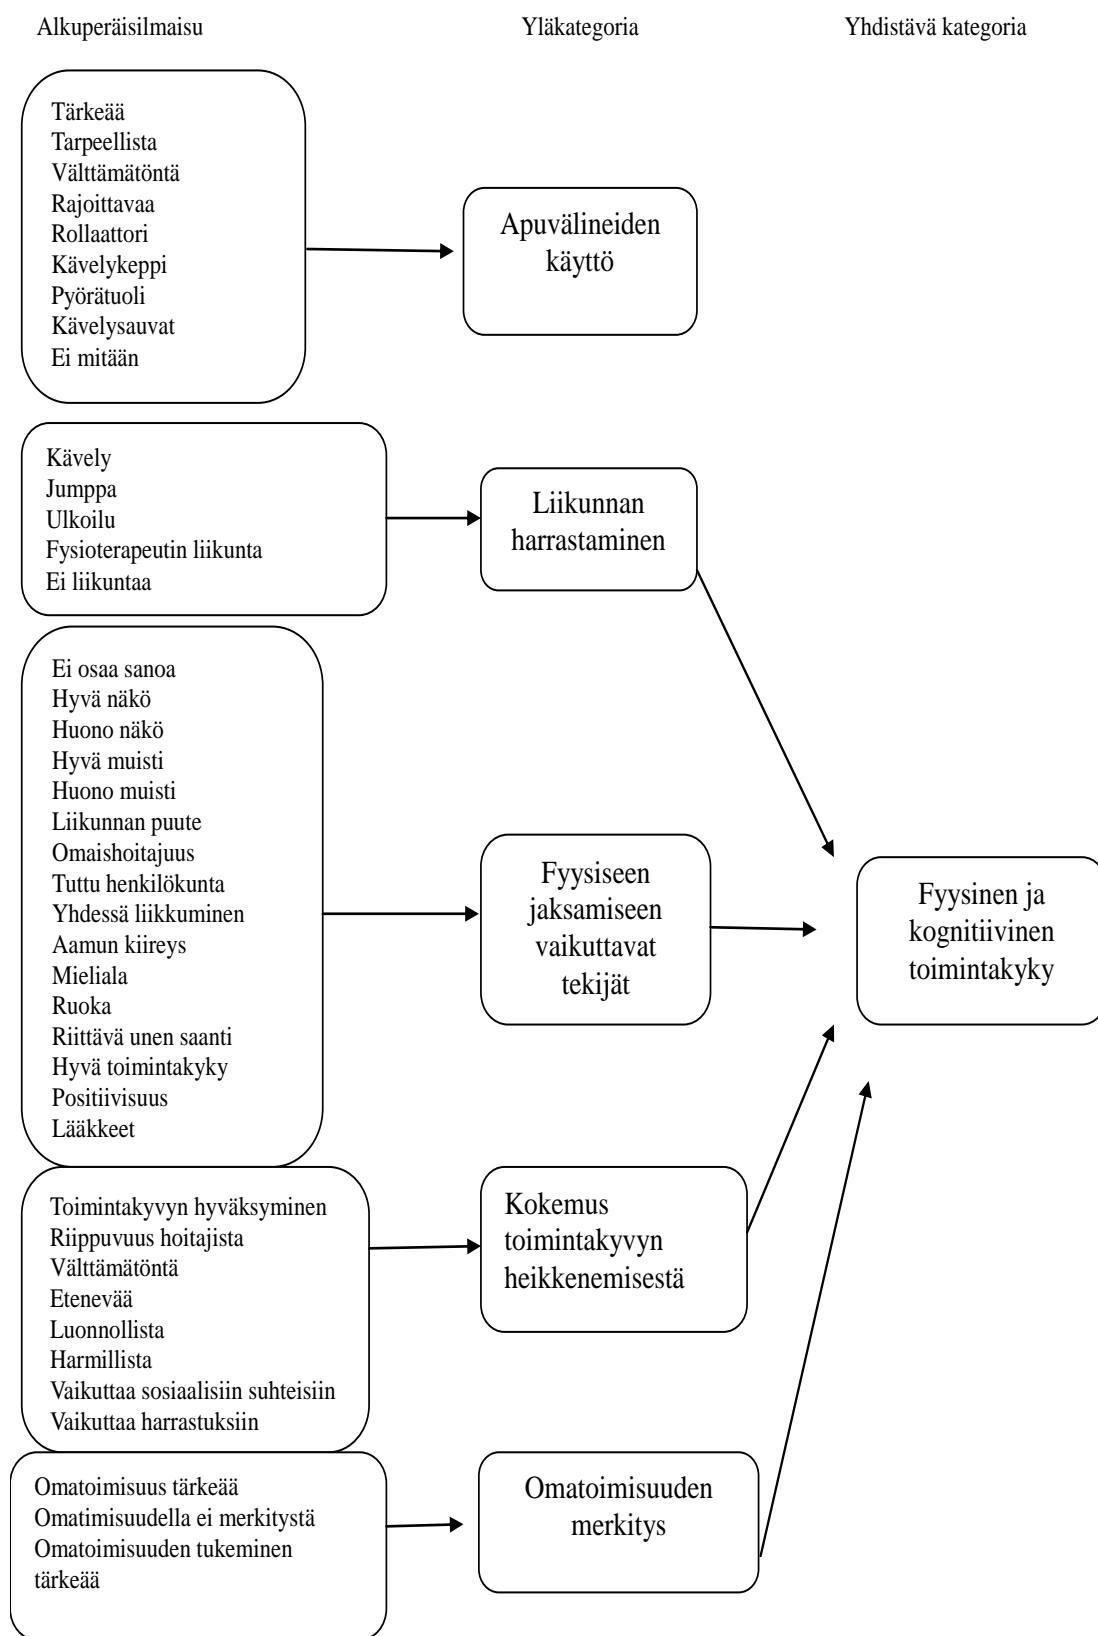 Alkuperäisilmaisu
Yläkategoria
Yhdistävä kategoria
Tärkeää
Tarpeellista
Välttämätöntä
Rajoittavaa
Rollaattori
Kävelykeppi
Pyörätuoli
Kävelysauvat
Ei mitään
Apuvälineiden
käyttö
Kävely
Jumppa
Ulkoilu
Fysioterapeutin liikunta
Ei liikuntaa
Liikunnan
harrastaminen
Ei osaa sanoa
Hyvä näkö
Huono näkö
Hyvä muisti
Huono muisti
Liikunnan puute
Omaishoitajuus
Tuttu henkilökunta
Yhdessä liikkuminen
Aamun kiireys
Mieliala
Ruoka
Riittävä unen saanti
Hyvä toimintakyky
Positiivisuus
Lääkkeet
Fyysiseen
jaksamiseen
vaikuttavat
tekijät
Fyysinen ja
kognitiivinen
toimintakyky
Toimintakyvyn hyväksyminen
Riippuvuus hoitajista
Välttämätöntä
Etenevää
Luonnollista
Harmillista
Vaikuttaa sosiaalisiin suhteisiin
Vaikuttaa harrastuksiin
Kokemus
toimintakyvyn
heikkenemisestä
Omatoimisuus tärkeää
Omatimisuudella ei merkitystä
Omatoimisuuden tukeminen
tärkeää
Omatoimisuuden
merkitys